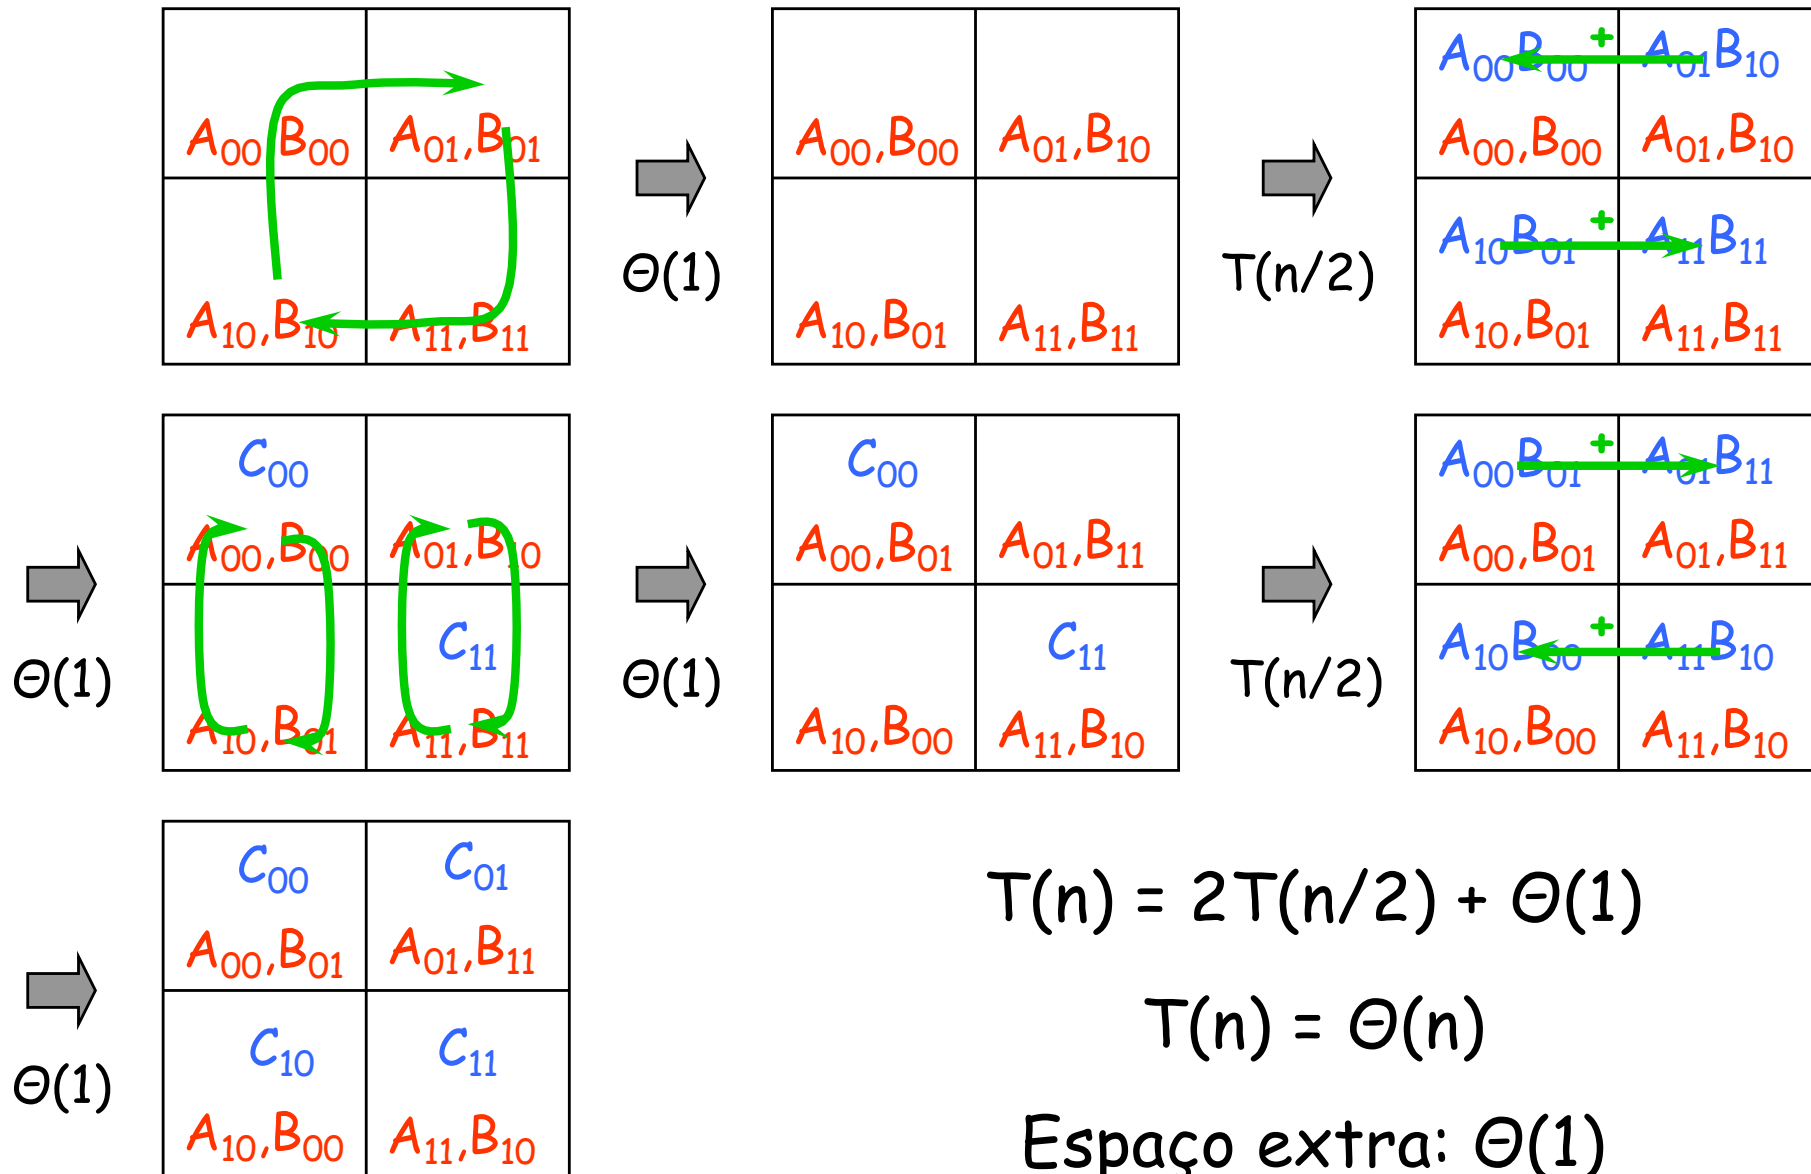 A00B00 + A01B10
A00,B00 A01,B01 A00,B00 A01,B10 A00,B00 A01,B10
A10B01 + A11B11
Θ(1) T(n/2)
A10,B10 A11,B11 A10,B01 A11,B11 A10,B01 A11,B11
C00 C00 A00B01 + A01B11
A00,B00 A01,B10 A00,B01 A01,B11 A00,B01 A01,B11
C11 C11 A10B00 + A11B10
Θ(1) Θ(1) T(n/2)
A10,B01 A11,B11 A10,B00 A11,B10 A10,B00 A11,B10
C00 C01
T(n) = 2T(n/2) + Θ(1)
A00,B01 A01,B11
T(n) = Θ(n)
C10 C11
Θ(1)
A10,B00 A11,B10
Espaço extra: Θ(1)